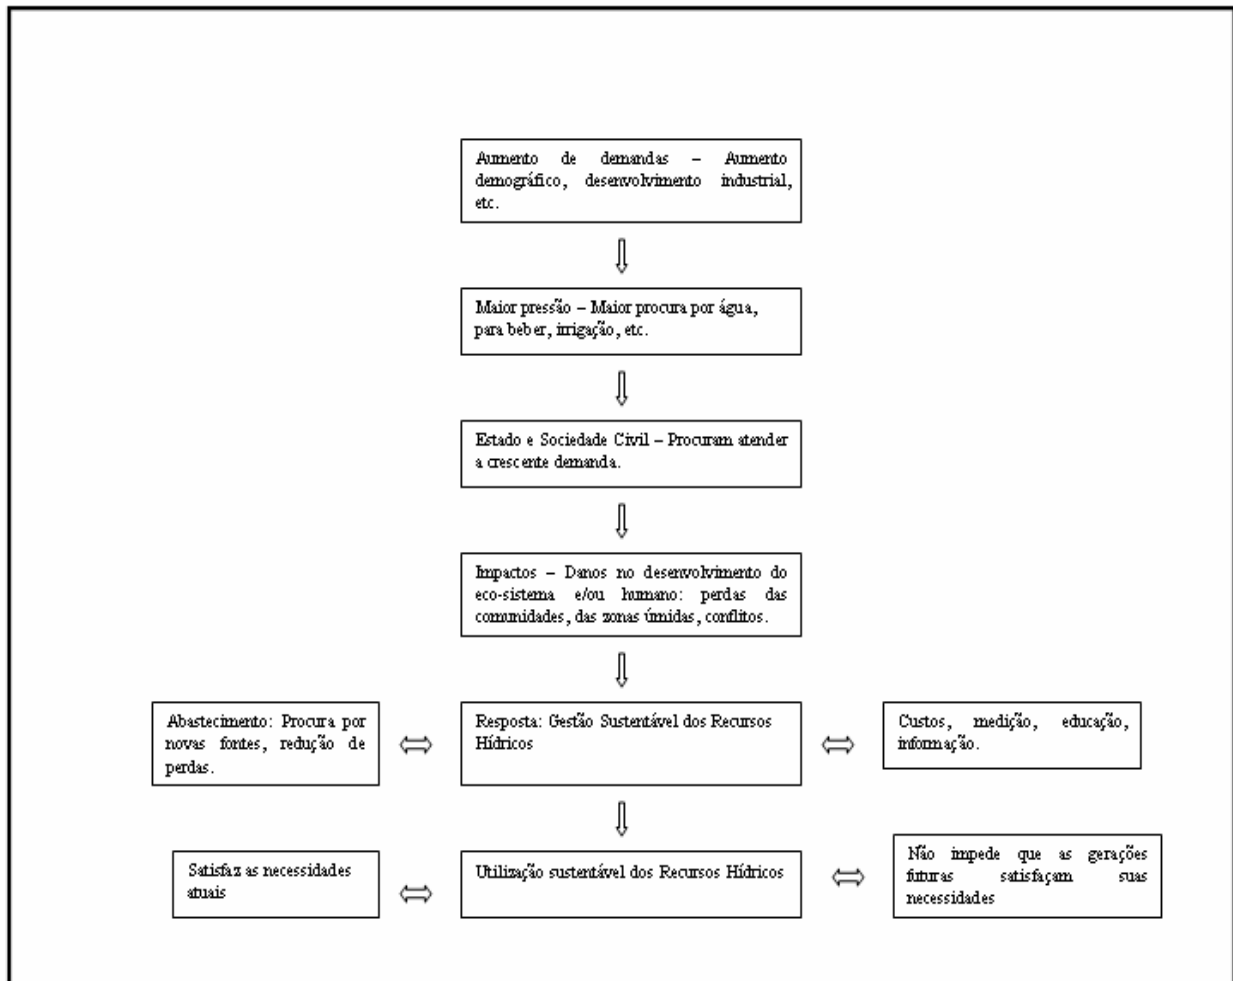 Aumento de demandas – Aumento
demográfico, desenvolvimento industrial,
etc.
Maior pressão – Maior procura por água,
para beber, irrigação, etc.
Estado e Sociedade Civil – Procuram atender
a crescente demanda.
Impactos – Danos no desenvolvimento do
eco-sistema e/ou humano: perdas das
comunidades, das zonas úmidas, conflitos.
Abastecimento: Procura por
novas fontes, redução de
perdas.
Resposta: Gestão Sustentável dos Recursos
Hídricos
Custos, medição, educação,
informação.
Satisfaz as necessidades
atuais
Utilização sustentável dos Recursos Hídricos
Não impede que as gerações
futuras satisfaçam suas
necessidades